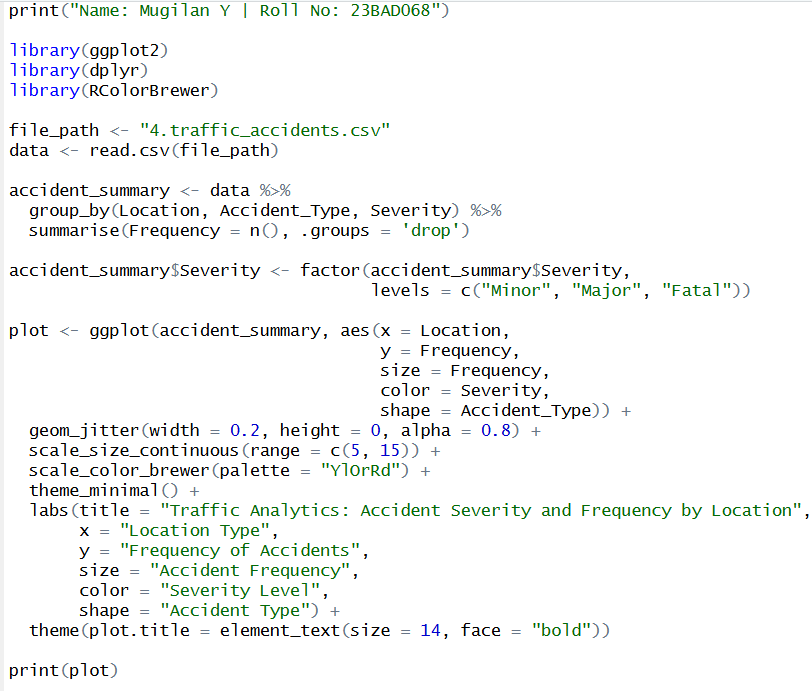 print("Name: Mugilan Y | Roll No: 23BAD068")
library(ggplot2)
library(dplyr)
library(RColorBrewer)
file_path <- "4.traffic_accidents.csv"
data <- read.csv(file_path)
accident_summary <- data %>%
  group_by(Location, Accident_Type, Severity) %>%
  summarise(Frequency = n(), .groups = 'drop')
accident_summary$Severity <- factor(accident_summary$Severity,
                                    levels = c("Minor", "Major", "Fatal"))
plot <- ggplot(accident_summary, aes(x = Location,
                                     y = Frequency,
                                     size = Frequency,
                                     color = Severity,
                                     shape = Accident_Type)) +
  geom_jitter(width = 0.2, height = 0, alpha = 0.8) +
  scale_size_continuous(range = c(5, 15)) +
  scale_color_brewer(palette = "YlOrRd") +
  theme_minimal() +
  labs(title = "Traffic Analytics: Accident Severity and Frequency by Location",
       x = "Location Type",
       y = "Frequency of Accidents",
       size = "Accident Frequency",
       color = "Severity Level",
       shape = "Accident Type") +
  theme(plot.title = element_text(size = 14, face = "bold"))
print(plot)